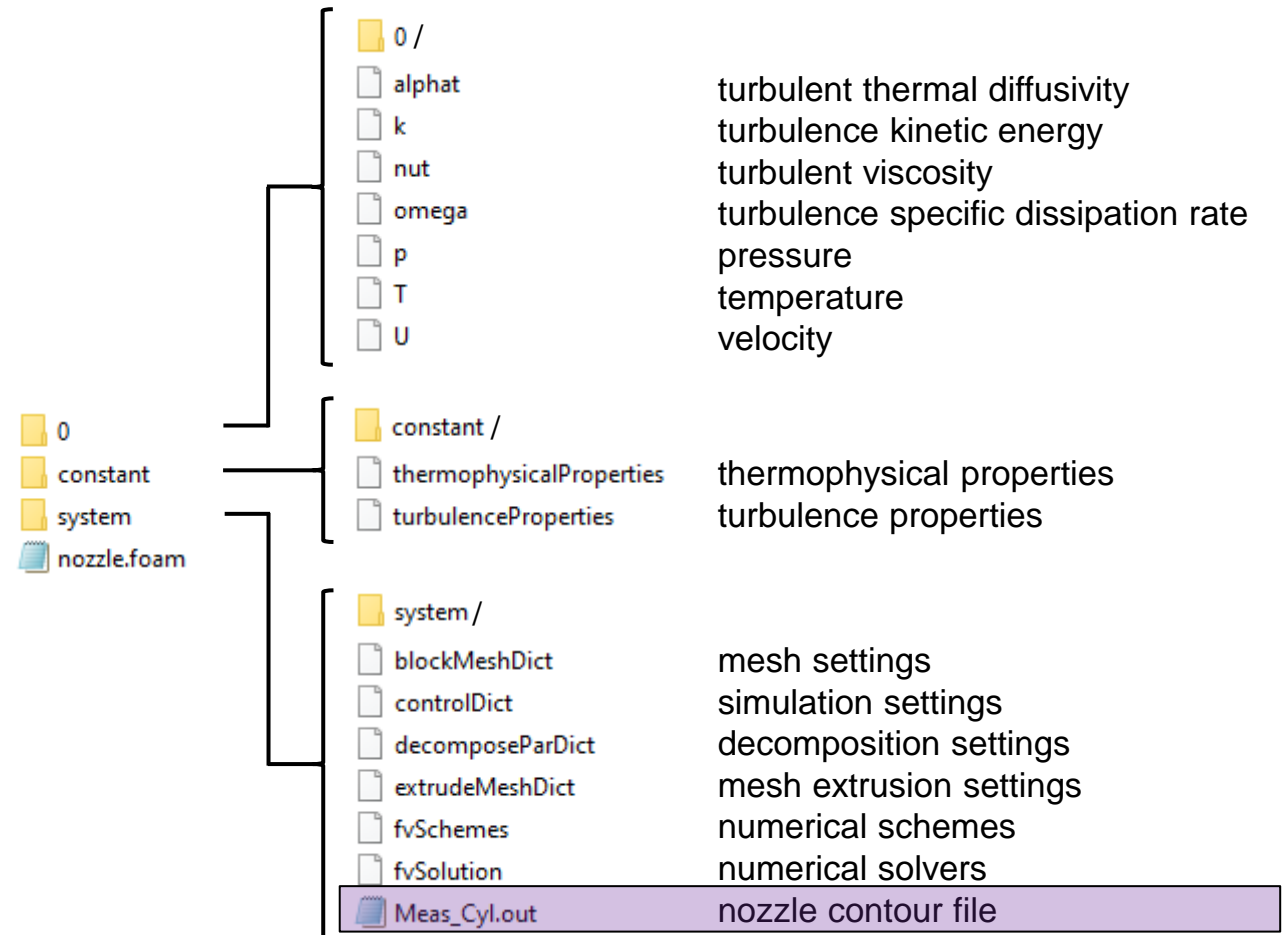 0 /
alphat turbulent thermal diffusivity
k turbulence kinetic energy
nut turbulent viscosity
omega turbulence specific dissipation rate
p pressure
T temperature
U velocity
0
constant
system
nozzle.foam
constant /
thermophysicalProperties thermophysical properties
turbulenceProperties turbulence properties
system /
blockMeshDict mesh settings
controlDict simulation settings
decomposeParDict decomposition settings
extrudeMeshDict mesh extrusion settings
fvSchemes numerical schemes
fvSolution numerical solvers
Meas_Cyl.out nozzle contour file